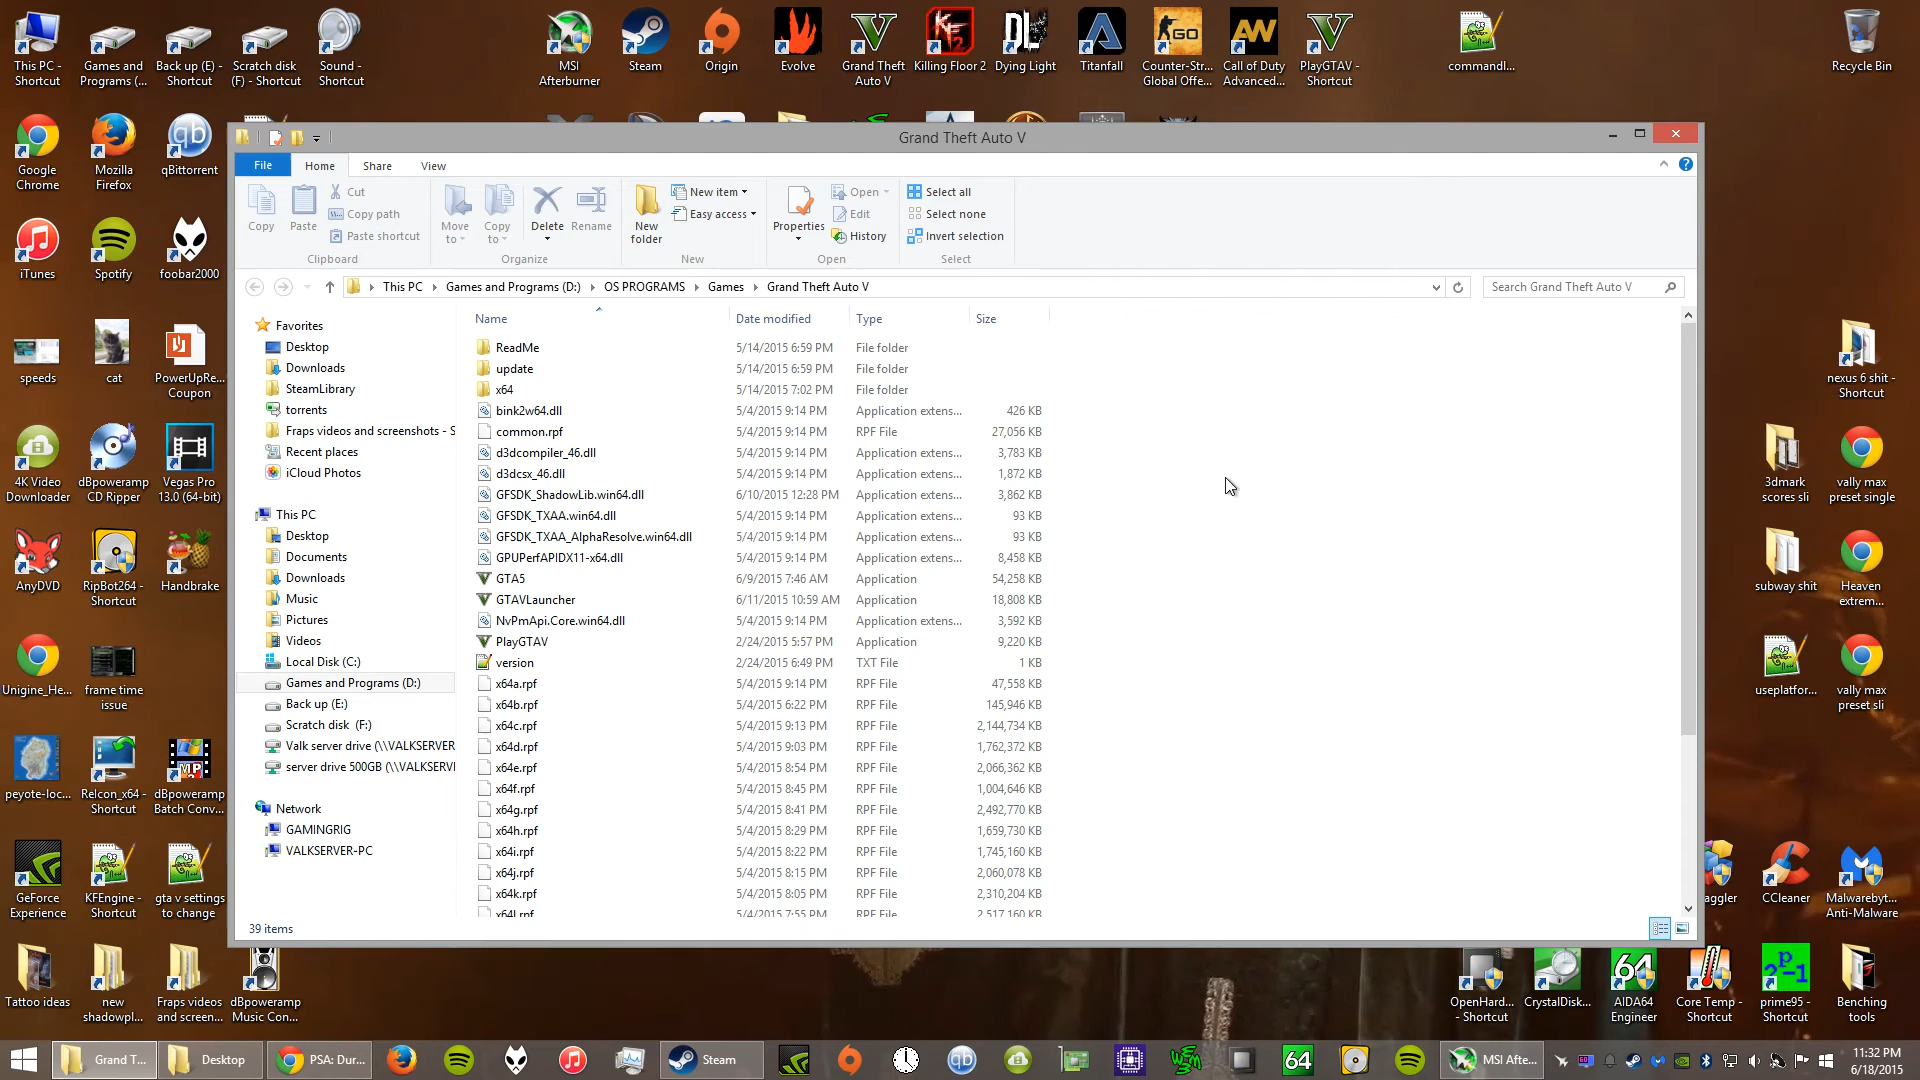 This PC - Shortcut
Games and Programs (...
Back up (E) - Shortcut
Scratch disk (F) - Shortcut
Sound - Shortcut
MSI Afterburner
Steam
Origin
Evolve
Grand Theft Auto V
Killing Floor 2
Dying Light
Titanfall
Counter-Str... Global Offe...
Call of Duty Advanced...
PlayGTAV - Shortcut
commandl...
Recycle Bin
Google Chrome
Mozilla Firefox
qBittorrent
iTunes
Spotify
foobar2000
speeds
cat
PowerUpRe... Coupon
4K Video Downloader
dBpoweramp CD Ripper
Vegas Pro 13.0 (64-bit)
AnyDVD
RipBot264 - Shortcut
Handbrake
Unigine_He...
frame time issue
peyote-loc...
Relcon_x64 - Shortcut
dBpoweramp Batch Conv...
GeForce Experience
KFEngine - Shortcut
gta v settings to change
Tattoo ideas
new shadowpl...
Fraps videos and screen...
dBpoweramp Music Con...
Grand Theft Auto V
File
Home
Share
View
Copy
Paste
Cut
Copy path
Paste shortcut
Clipboard
Move to
Copy to
Delete
Rename
Organize
New folder
New item
Easy access
New
Properties
Open
Edit
History
Open
Select all
Select none
Invert selection
Select
This PC
Games and Programs (D:)
OS PROGRAMS
Games
Grand Theft Auto V
Search Grand Theft Auto V
Favorites
Desktop
Downloads
SteamLibrary
torrents
Fraps videos and screenshots - S
Recent places
iCloud Photos
This PC
Desktop
Documents
Downloads
Music
Pictures
Videos
Local Disk (C:)
Games and Programs (D:)
Back up (E:)
Scratch disk (F:)
Valk server drive (\\VALKSERVER
server drive 500GB (\\VALKSERVI
Network
GAMINGRIG
VALKSERVER-PC
Name Date modified Type Size
ReadMe 5/14/2015 6:59 PM File folder
update 5/14/2015 6:59 PM File folder
x64 5/14/2015 7:02 PM File folder
bink2w64.dll 5/4/2015 9:14 PM Application extens... 426 KB
common.rpf 5/4/2015 9:14 PM RPF File 27,056 KB
d3dcompiler_46.dll 5/4/2015 9:14 PM Application extens... 3,783 KB
d3dcsx_46.dll 5/4/2015 9:14 PM Application extens... 1,872 KB
GFSDK_ShadowLib.win64.dll 6/10/2015 12:28 PM Application extens... 3,862 KB
GFSDK_TXAA.win64.dll 5/4/2015 9:14 PM Application extens... 93 KB
GFSDK_TXAA_AlphaResolve.win64.dll 5/4/2015 9:14 PM Application extens... 93 KB
GPUPerfAPIDX11-x64.dll 5/4/2015 9:14 PM Application extens... 8,458 KB
GTA5 6/9/2015 7:46 AM Application 54,258 KB
GTAVLauncher 6/11/2015 10:59 AM Application 18,808 KB
NvPmApi.Core.win64.dll 5/4/2015 9:14 PM Application extens... 3,592 KB
PlayGTAV 2/24/2015 5:57 PM Application 9,220 KB
version 2/24/2015 6:49 PM TXT File 1 KB
x64a.rpf 5/4/2015 9:14 PM RPF File 47,558 KB
x64b.rpf 5/4/2015 6:22 PM RPF File 145,946 KB
x64c.rpf 5/4/2015 9:13 PM RPF File 2,144,734 KB
x64d.rpf 5/4/2015 9:03 PM RPF File 1,762,372 KB
x64e.rpf 5/4/2015 8:54 PM RPF File 2,066,362 KB
x64f.rpf 5/4/2015 8:45 PM RPF File 1,004,646 KB
x64g.rpf 5/4/2015 8:41 PM RPF File 2,492,770 KB
x64h.rpf 5/4/2015 8:29 PM RPF File 1,659,730 KB
x64i.rpf 5/4/2015 8:22 PM RPF File 1,745,160 KB
x64j.rpf 5/4/2015 8:15 PM RPF File 2,060,078 KB
x64k.rpf 5/4/2015 8:05 PM RPF File 2,310,204 KB
x64l.rpf 5/4/2015 7:55 PM RPF File 2,517,160 KB
39 items
nexus 6 shit - Shortcut
3dmark scores sli
vally max preset single
subway shit
Heaven extrem...
useplatfor...
vally max preset sli
aggler
CCleaner
Malwarebyt... Anti-Malware
OpenHard... - Shortcut
CrystalDisk...
AIDA64 Engineer
Core Temp - Shortcut
prime95 - Shortcut
Benching tools
Grand T...
Desktop
PSA: Dur...
Steam
64
MSI Afte...
11:32 PM
6/18/2015